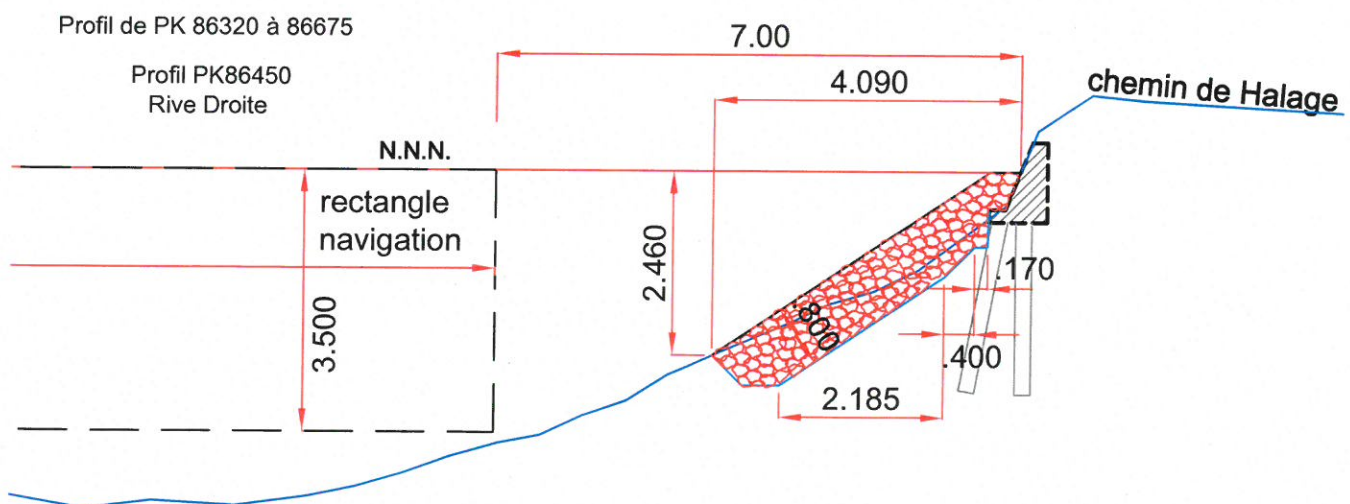 Profil de PK 86320 à 86675
Profil PK86450
Rive Droite
7.00
4.090
chemin de Halage
N.N.N.
rectangle
navigation
2.460
3.500
.800
.170
.400
2.185